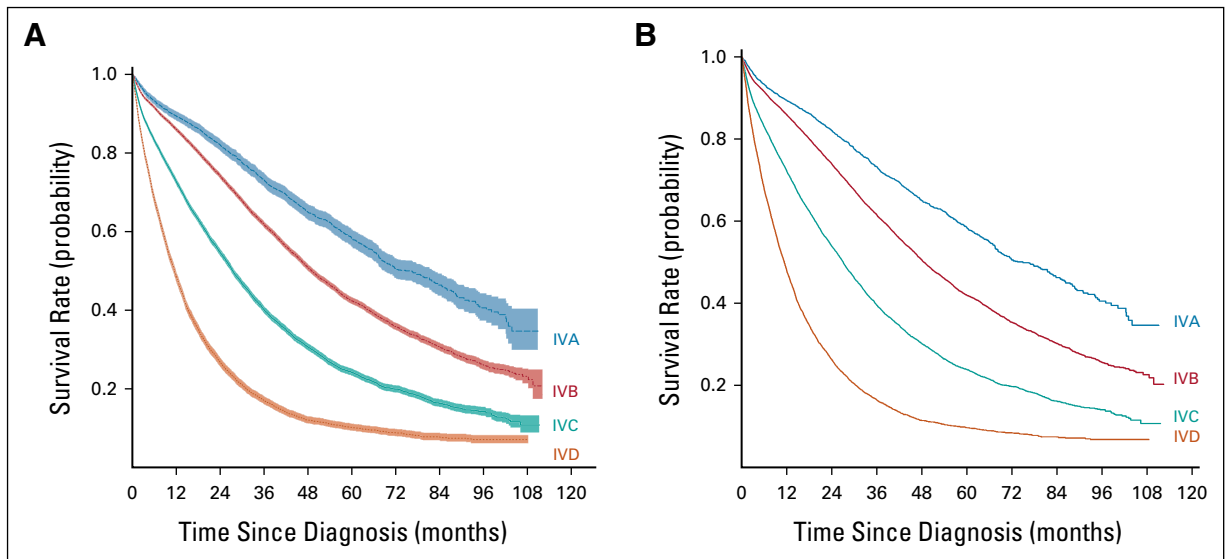 A
Survival Rate (probability)
1.0
0.8
0.6
0.4
0.2
IVA
IVB
IVC
IVD
0 12 24 36 48 60 72 84 96 108 120
Time Since Diagnosis (months)
B
Survival Rate (probability)
1.0
0.8
0.6
0.4
0.2
IVA
IVB
IVC
IVD
0 12 24 36 48 60 72 84 96 108 120
Time Since Diagnosis (months)